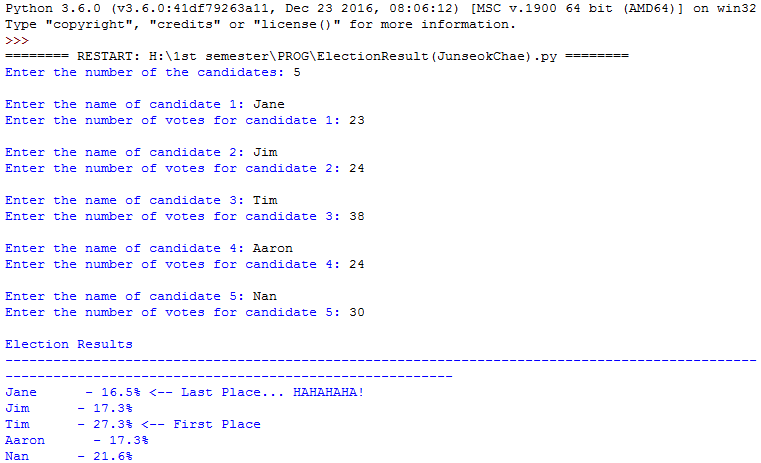 Python 3.6.0 (v3.6.0:41df79263a11, Dec 23 2016, 08:06:12) [MSC v.1900 64 bit (AMD64)] on win32
Type "copyright", "credits" or "license()" for more information.
>>>
======== RESTART: H:\1st semester\PROG\ElectionResult(JunseokChae).py ========
Enter the number of the candidates: 5
Enter the name of candidate 1: Jane
Enter the number of votes for candidate 1: 23
Enter the name of candidate 2: Jim
Enter the number of votes for candidate 2: 24
Enter the name of candidate 3: Tim
Enter the number of votes for candidate 3: 38
Enter the name of candidate 4: Aaron
Enter the number of votes for candidate 4: 24
Enter the name of candidate 5: Nan
Enter the number of votes for candidate 5: 30
Election Results
----------------------------------------------------------------------------------------------
--------------------------------------------------------
Jane      - 16.5% <-- Last Place... HAHAHAHA!
Jim      - 17.3%
Tim      - 27.3% <-- First Place
Aaron      - 17.3%
Nan      - 21.6%